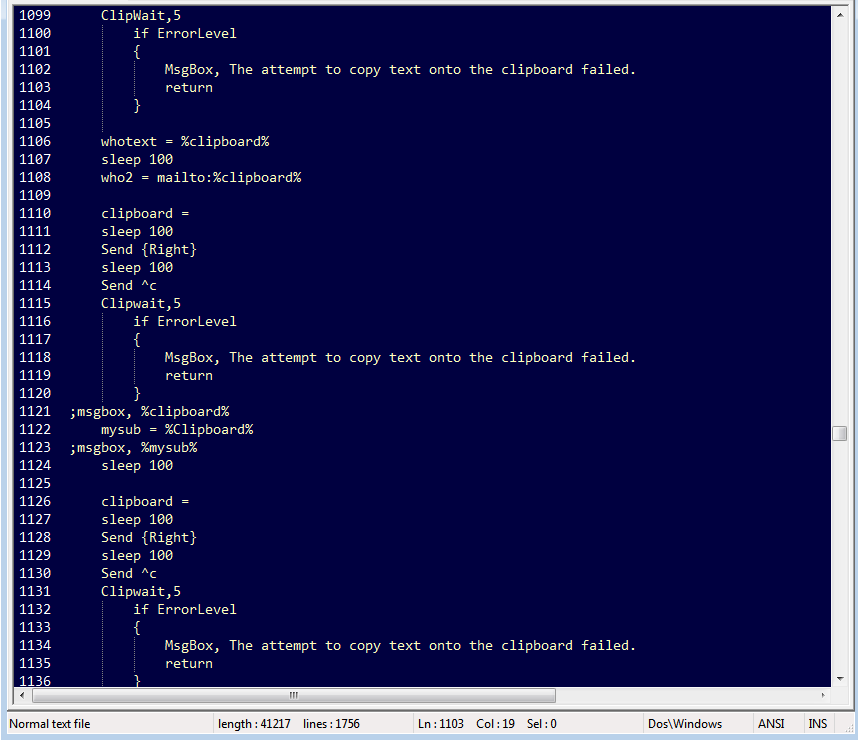 1099 ClipWait,5
1100 if ErrorLevel
1101 {
1102 MsgBox, The attempt to copy text onto the clipboard failed.
1103 return
1104 }
1105
1106 whotext = %clipboard%
1107 sleep 100
1108 who2 = mailto:%clipboard%
1109
1110 clipboard =
1111 sleep 100
1112 Send {Right}
1113 sleep 100
1114 Send ^c
1115 Clipwait,5
1116 if ErrorLevel
1117 {
1118 MsgBox, The attempt to copy text onto the clipboard failed.
1119 return
1120 }
1121 ;msgbox, %clipboard%
1122 mysub = %Clipboard%
1123 ;msgbox, %mysub%
1124 sleep 100
1125
1126 clipboard =
1127 sleep 100
1128 Send {Right}
1129 sleep 100
1130 Send ^c
1131 Clipwait,5
1132 if ErrorLevel
1133 {
1134 MsgBox, The attempt to copy text onto the clipboard failed.
1135 return
1136 }
Normal text file length : 41217 lines : 1756 Ln : 1103 Col : 19 Sel : 0 Dos\Windows ANSI INS